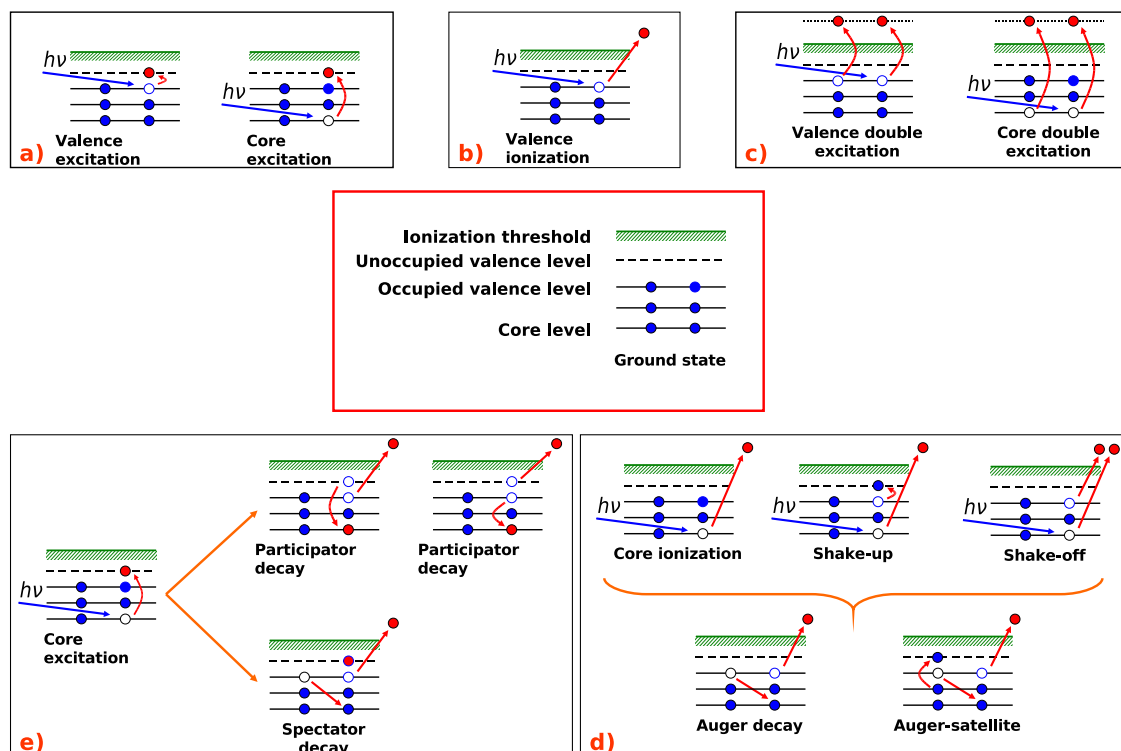 hν
hν
Valence
excitation
Core
excitation
a)
hν
Valence
ionization
b)
hν
hν
Valence double
excitation
Core double
excitation
c)
Ionization threshold
Unoccupied valence level
Occupied valence level
Core level
Ground state
hν
Core
excitation
Participator
decay
Participator
decay
Spectator
decay
e)
hν
Core ionization
hν
Shake-up
hν
Shake-off
Auger decay
Auger-satellite
d)